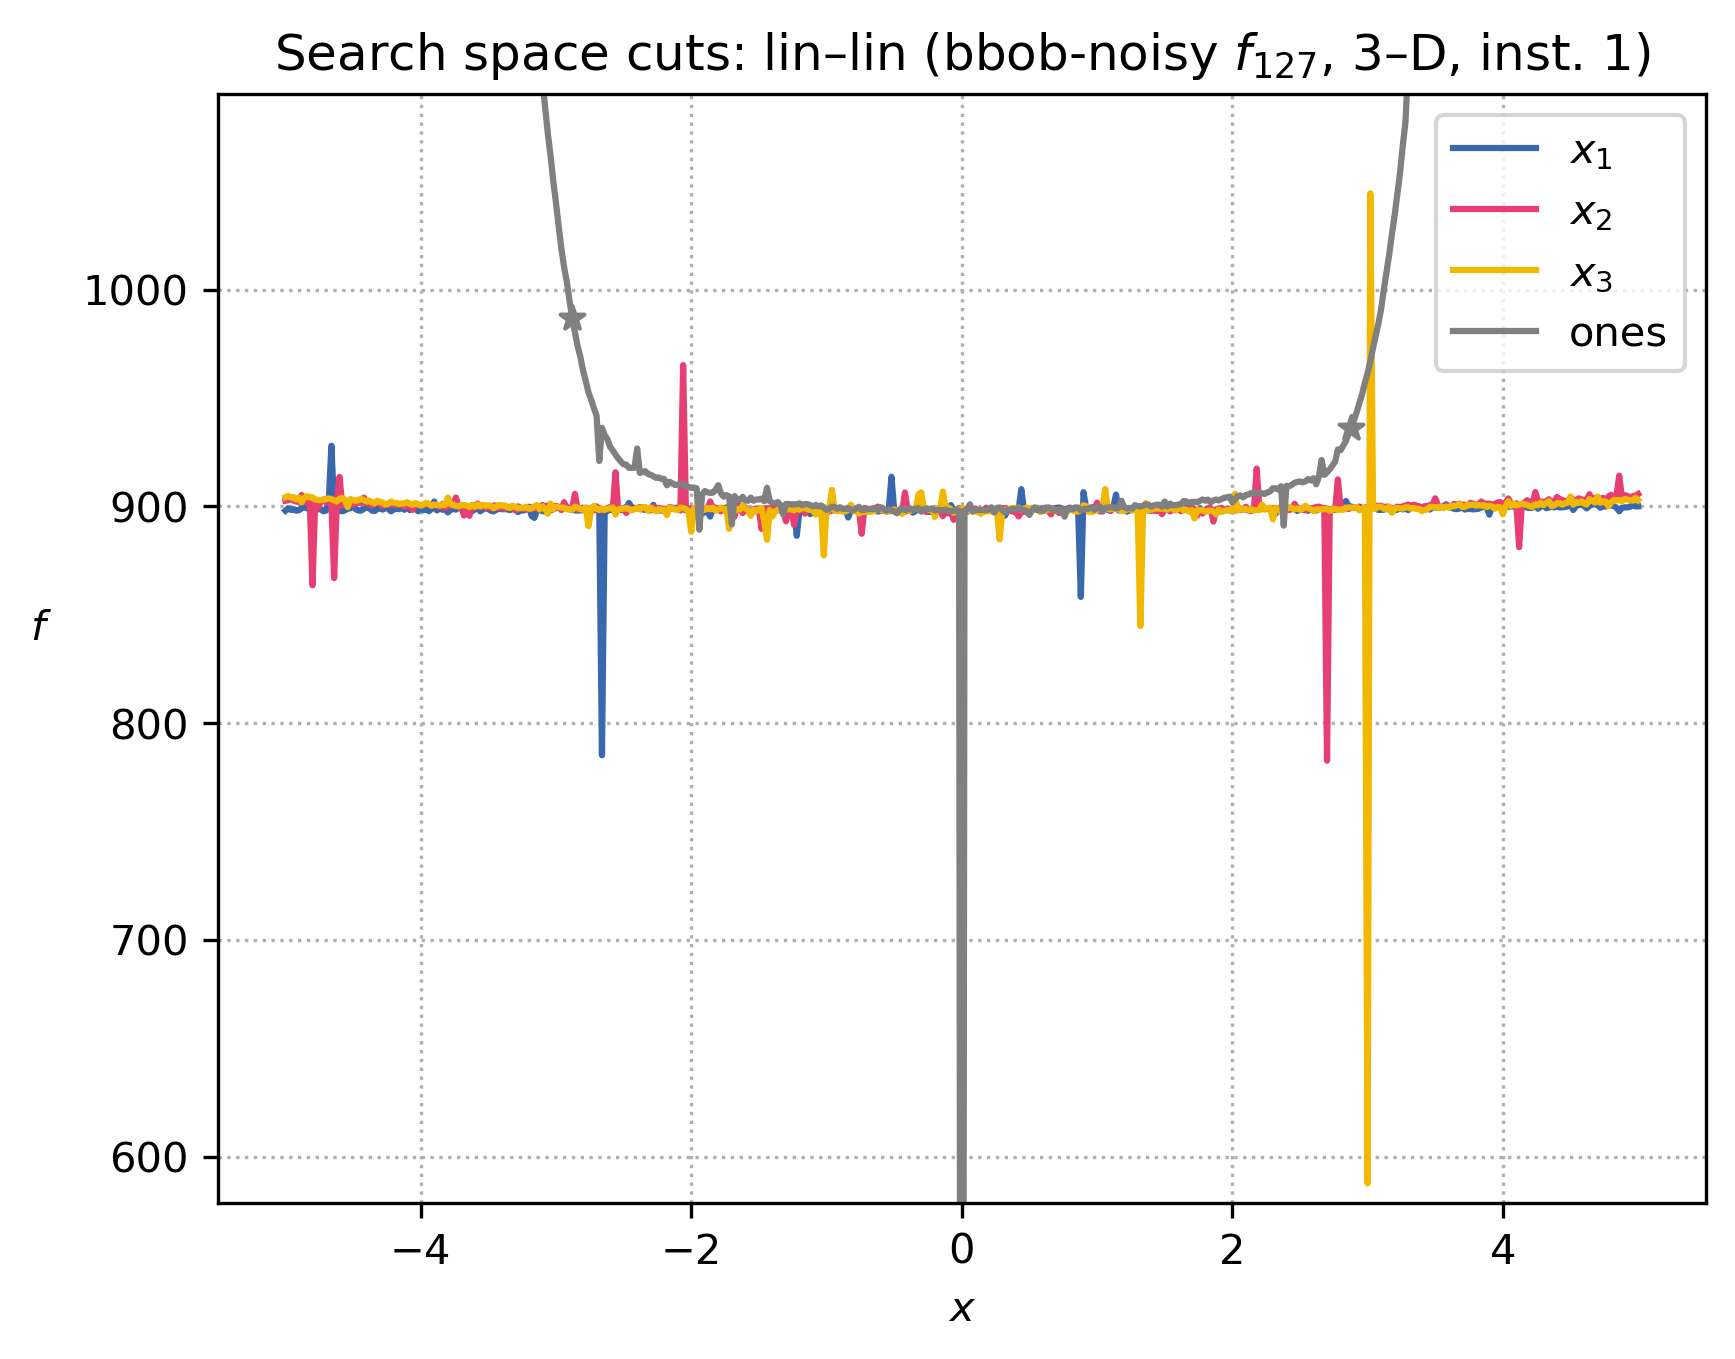 Search space cuts: lin–lin (bbob-noisy f₁₂₇, 3–D, inst. 1)
x₁
x₂
x₃
ones
1000
900
800
700
600
f
−4 −2 0 2 4
x